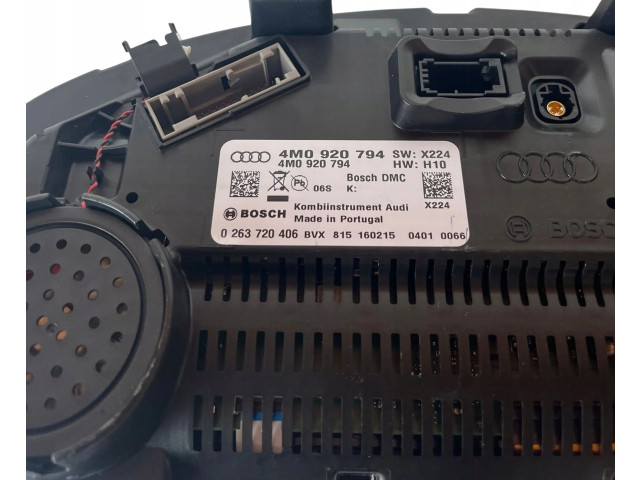 4M0 920 794 SW: X224
4M0 920 794 HW: H10
Pb 06S Bosch DMC K:
Kombiinstrument Audi X224
BOSCH Made in Portugal
0 263 720 406 BVX 815 160215 0401 0066
BOSCH